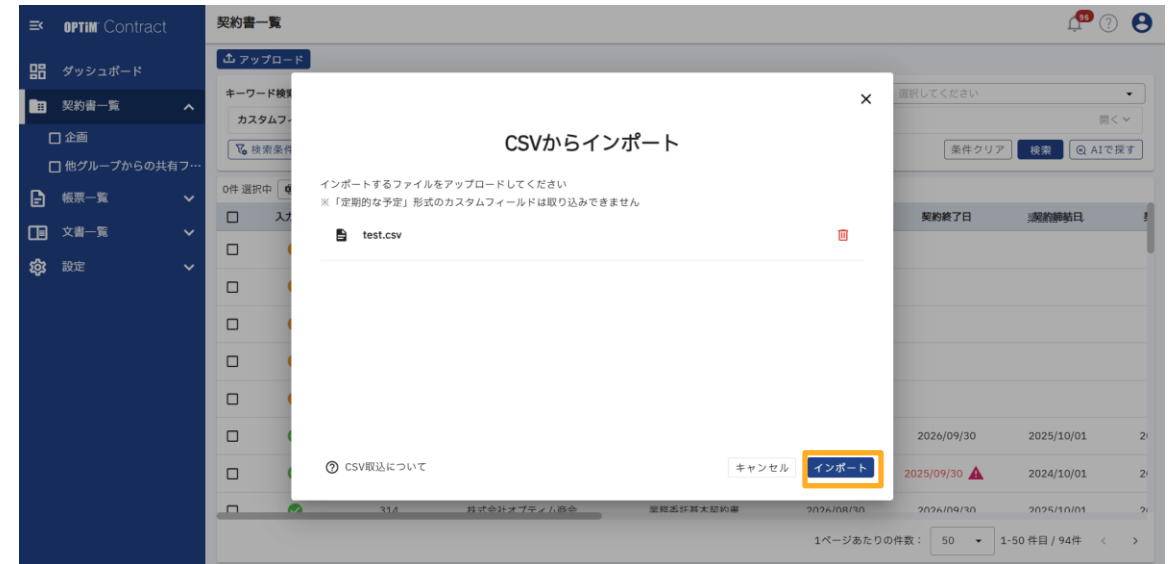 OPTiM Contract
契約書一覧
96
ダッシュボード
契約書一覧
企画
他グループからの共有フ…
帳票一覧
文書一覧
設定
アップロード
キーワード検索
選択してください
カスタムフィ
開く
検索条件
条件クリア
検索
AIで探す
0件 選択中
入力
契約終了日
契約締結日
CSVからインポート
インポートするファイルをアップロードしてください
※「定期的な予定」形式のカスタムフィールドは取り込みできません
test.csv
CSV取込について
キャンセル
インポート
2026/09/30 2025/10/01
2025/09/30 2024/10/01
314 株式会社オプティム商会 業務委託基本契約書 2026/08/30 2026/09/30 2025/10/01
1ページあたりの件数： 50 1-50 件目 / 94件